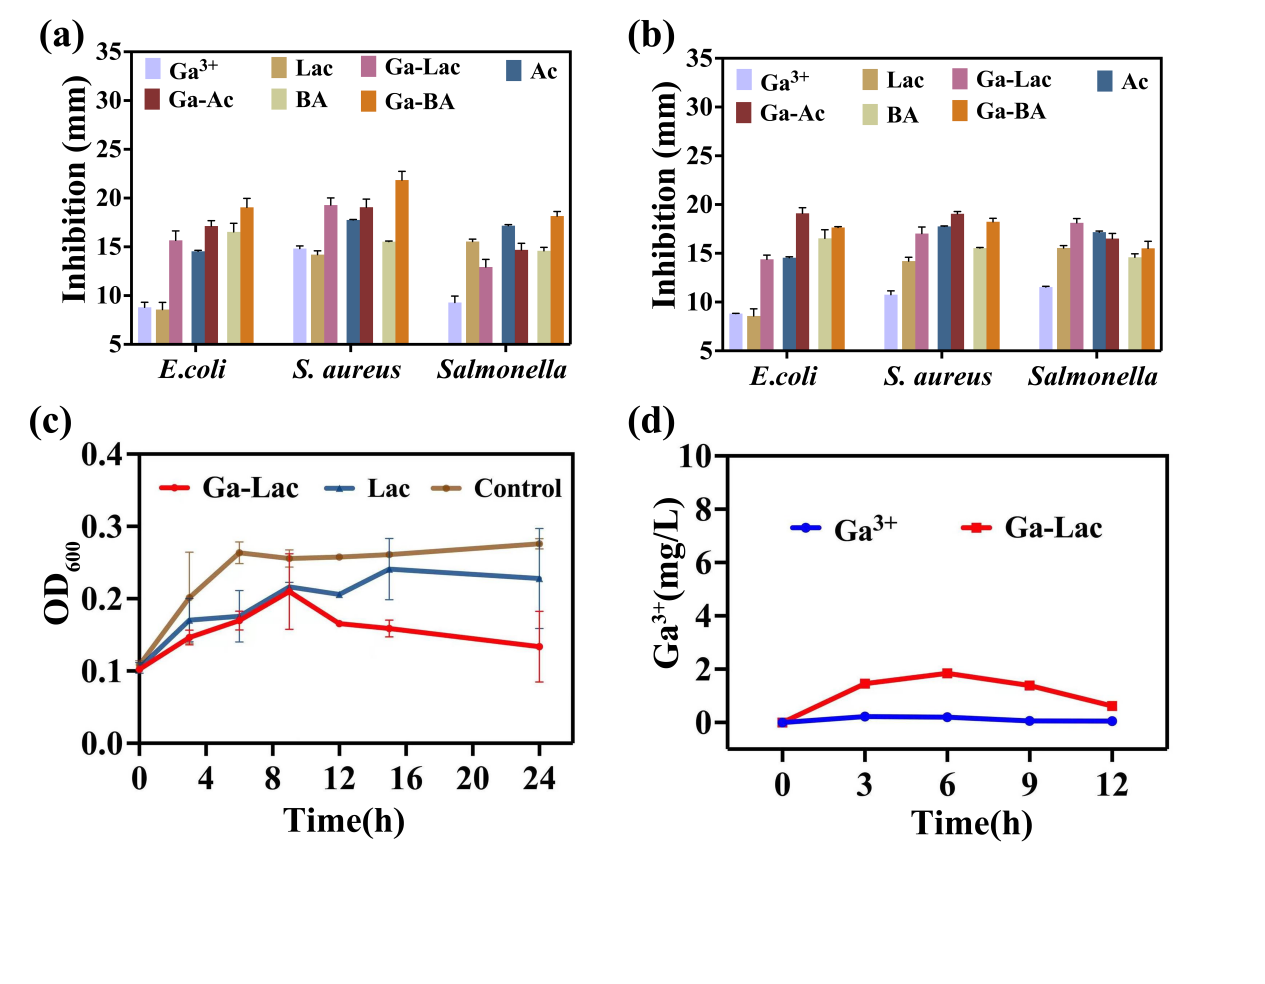 (a)
35
30
25
20
15
10
5
Inhibition (mm)
Ga3+ Lac Ga-Lac Ac
Ga-Ac BA Ga-BA
E.coli S. aureus Salmonella
(b)
35
30
25
20
15
10
5
Inhibition (mm)
Ga3+ Lac Ga-Lac Ac
Ga-Ac BA Ga-BA
E.coli S. aureus Salmonella
(c)
0.4
0.3
0.2
0.1
0.0
OD600
Ga-Lac Lac Control
0 4 8 12 16 20 24
Time(h)
(d)
10
8
6
4
2
0
Ga3+(mg/L)
Ga3+ Ga-Lac
0 3 6 9 12
Time(h)